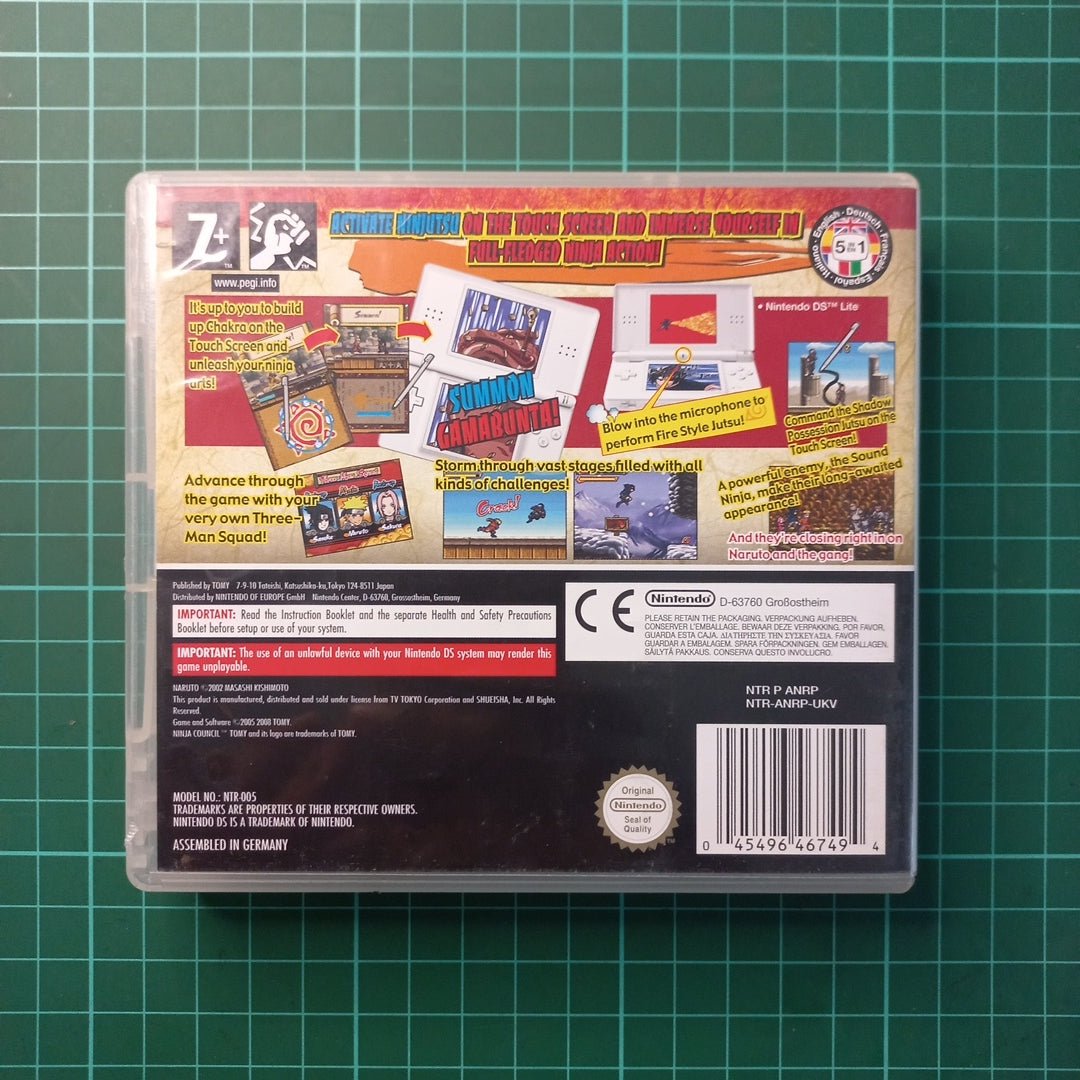 7+
TM
TM
www.pegi.info
ACTIVATE NINJUTSU ON THE TOUCH SCREEN AND IMMERSE YOURSELF IN
FULL-FLEDGED NINJA ACTION!
English · Deutsch · Français · Español · Italiano
5 IN EN 1
It's up to you to build
up Chakra on the
Touch Screen and
unleash your ninja
arts!
Summon!
SUMMON
GAMABUNTA!
• Nintendo DS™ Lite
Blow into the microphone to
perform Fire Style Jutsu!
Command the Shadow
Possession Jutsu on the
Touch Screen!
Advance through
the game with your
very own Three-
Man Squad!
Sasuke
Naruto
Sakura
Storm through vast stages filled with all
kinds of challenges!
Crack!
A powerful enemy, the Sound
Ninja, make their long-awaited
appearance!
And they're closing right in on
Naruto and the gang!
Published by TOMY 7-9-10 Tateishi, Katsushika-ku,Tokyo 124-8511 Japan
Distributed by NINTENDO OF EUROPE GmbH Nintendo Center, D-63760, Grossostheim, Germany
IMPORTANT: Read the Instruction Booklet and the separate Health and Safety Precautions
Booklet before setup or use of your system.
IMPORTANT: The use of an unlawful device with your Nintendo DS system may render this
game unplayable.
NARUTO ©2002 MASASHI KISHIMOTO
This product is manufactured, distributed and sold under license from TV TOKYO Corporation and SHUEISHA, Inc. All Rights
Reserved.
Game and Software ©2005 2008 TOMY.
NINJA COUNCIL™ TOMY and its logo are trademarks of TOMY.
MODEL NO.: NTR-005
TRADEMARKS ARE PROPERTIES OF THEIR RESPECTIVE OWNERS.
NINTENDO DS IS A TRADEMARK OF NINTENDO.
ASSEMBLED IN GERMANY
CE
Nintendo D-63760 Großostheim
PLEASE RETAIN THE PACKAGING. VERPACKUNG AUFHEBEN.
CONSERVER L'EMBALLAGE. BEWAAR DEZE VERPAKKING. POR FAVOR,
GUARDA ESTA CAJA. ΔΙΑΤΗΡΗΣΤΕ ΤΗΝ ΣΥΣΚΕΥΑΣΙΑ. FAVOR
GUARDAR A EMBALAGEM. SPARA FÖRPACKNINGEN. GEM EMBALLAGEN.
SÄILYTÄ PAKKAUS. CONSERVA QUESTO INVOLUCRO.
NTR P ANRP
NTR-ANRP-UKV
Original
Nintendo
Seal of
Quality
TM
0 45496 46749 4